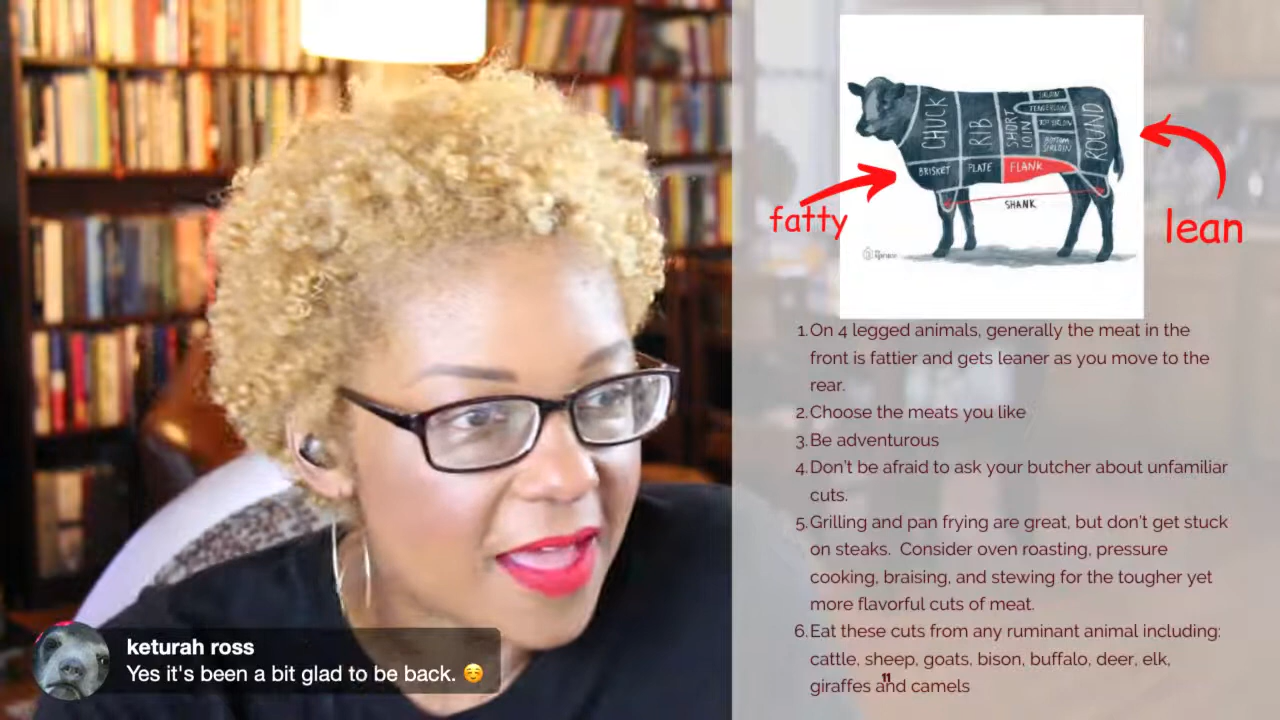 CHUCK
RIB
SHORT
LOIN
SIRLOIN
TENDERLOIN
TOP SIRLOIN
BOTTOM
SIRLOIN
ROUND
BRISKET
PLATE
FLANK
SHANK
fatty
lean
1. On 4 legged animals, generally the meat in the
front is fattier and gets leaner as you move to the
rear.
2. Choose the meats you like
3. Be adventurous
4. Don't be afraid to ask your butcher about unfamiliar
cuts.
5. Grilling and pan frying are great, but don't get stuck
on steaks. Consider oven roasting, pressure
cooking, braising, and stewing for the tougher yet
more flavorful cuts of meat.
6. Eat these cuts from any ruminant animal including:
cattle, sheep, goats, bison, buffalo, deer, elk,
11
giraffes and camels
keturah ross
Yes it's been a bit glad to be back. ☺️